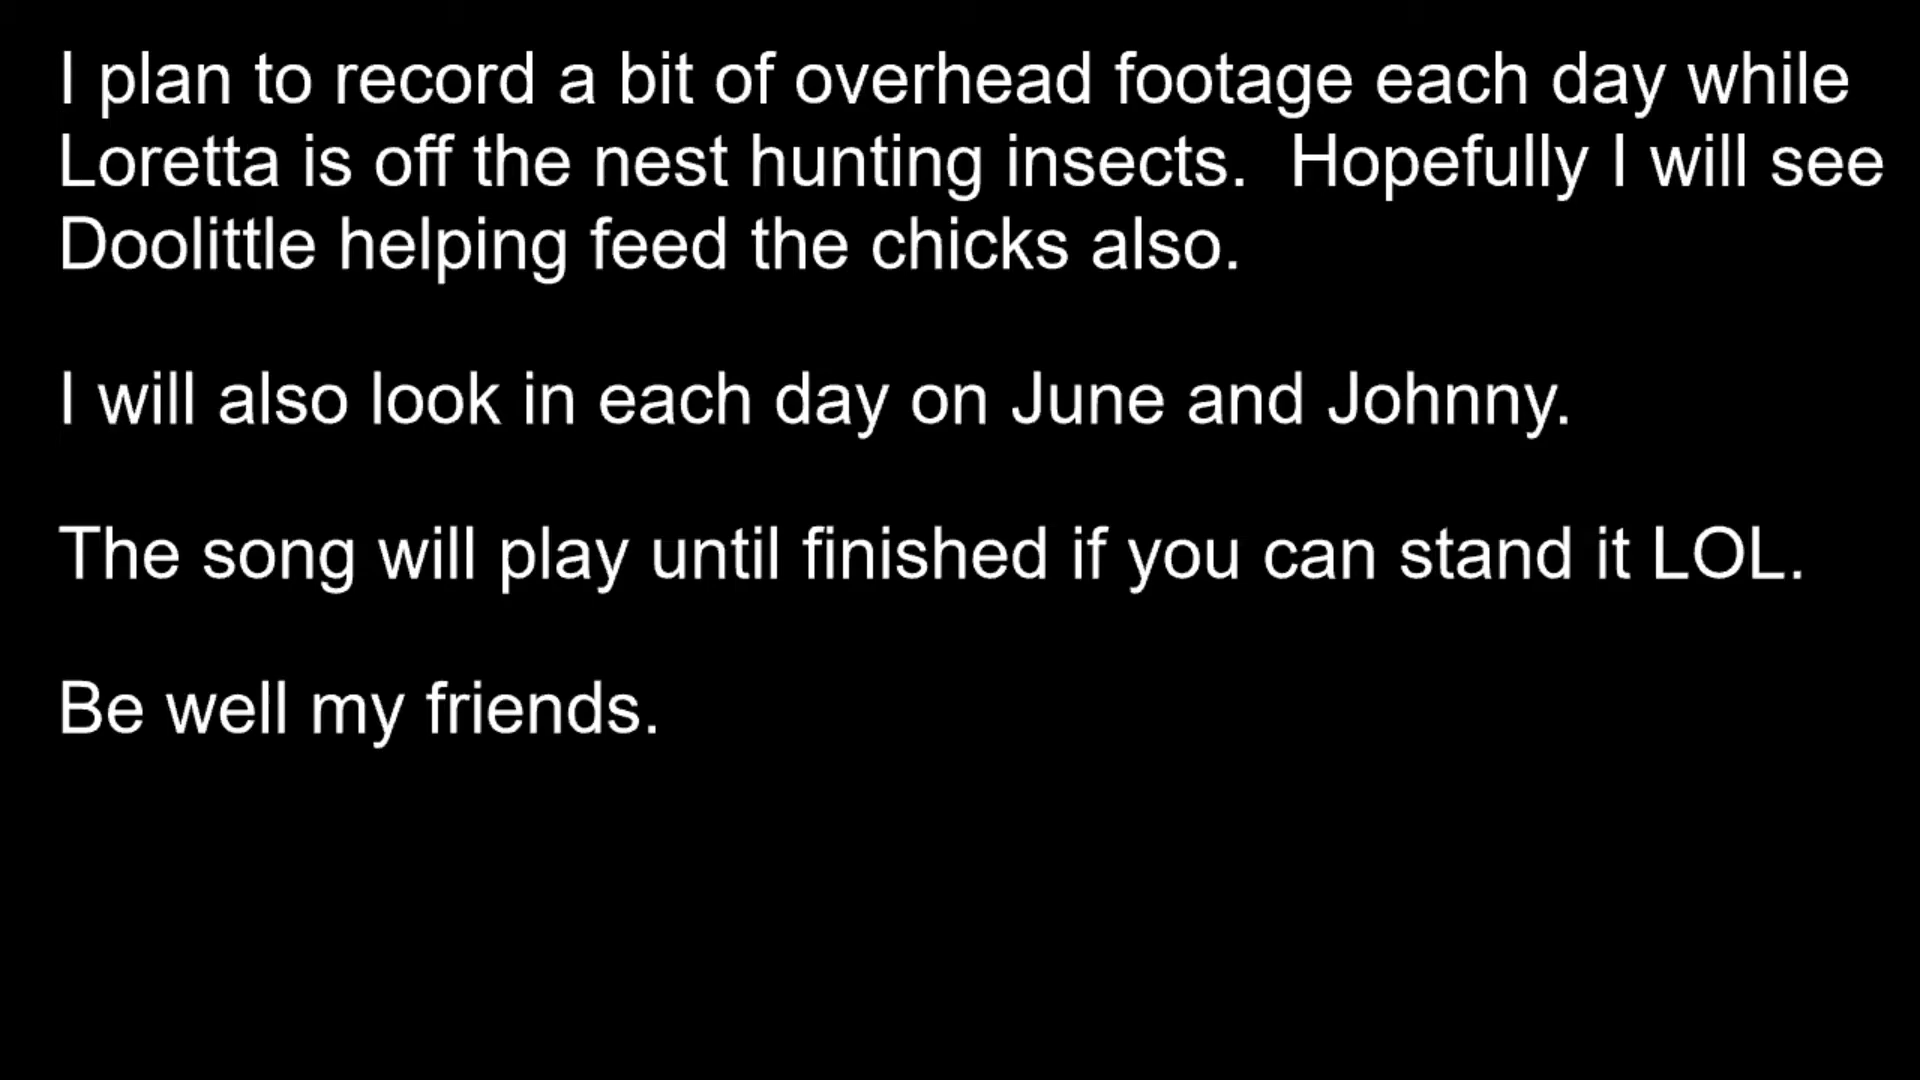 I plan to record a bit of overhead footage each day while
Loretta is off the nest hunting insects.  Hopefully I will see
Doolittle helping feed the chicks also.
I will also look in each day on June and Johnny.
The song will play until finished if you can stand it LOL.
Be well my friends.